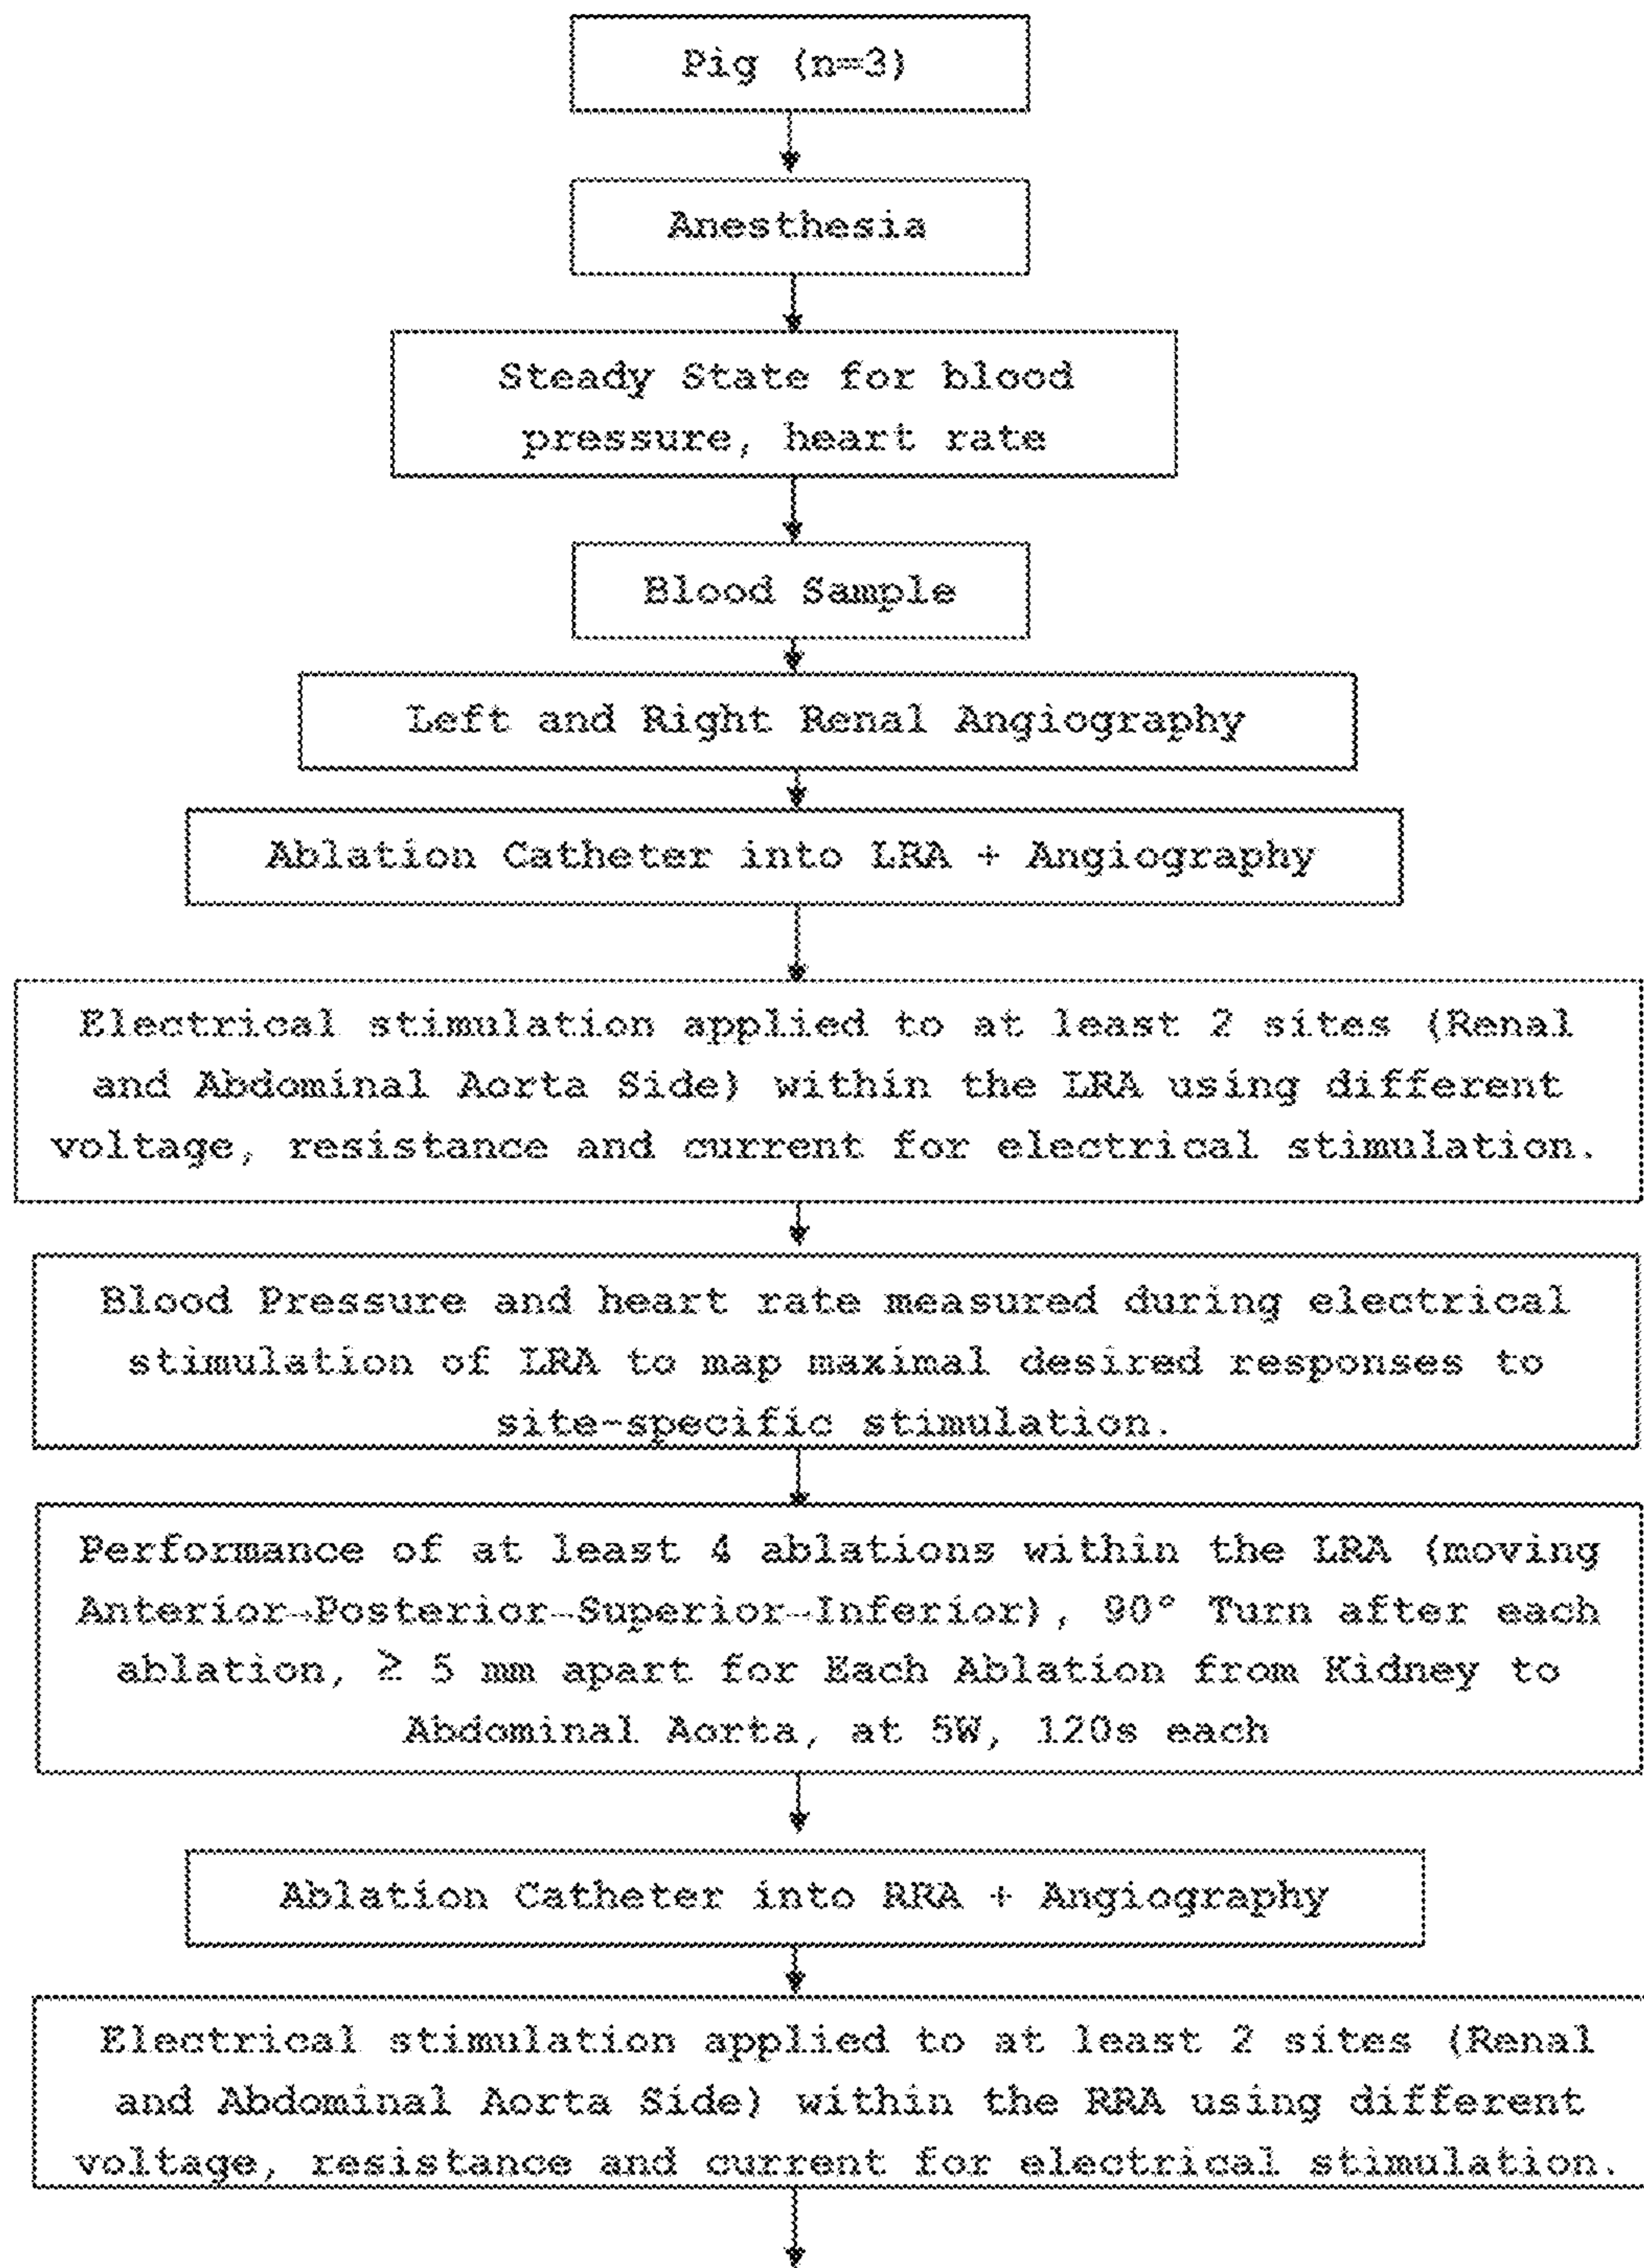 Pig (n=3)
Anesthesia
Steady State for blood
pressure, heart rate
Blood Sample
Left and Right Renal Angiography
Ablation Catheter into LRA + Angiography
Electrical stimulation applied to at least 2 sites (Renal
and Abdominal Aorta Side) within the LRA using different
voltage, resistance and current for electrical stimulation.
Blood Pressure and heart rate measured during electrical
stimulation of LRA to map maximal desired responses to
site-specific stimulation.
Performance of at least 4 ablations within the LRA (moving
Anterior→Posterior→Superior→Inferior), 90° Turn after each
ablation, ≥ 5 mm apart for Each Ablation from Kidney to
Abdominal Aorta, at 5W, 120s each
Ablation Catheter into RRA + Angiography
Electrical stimulation applied to at least 2 sites (Renal
and Abdominal Aorta Side) within the RRA using different
voltage, resistance and current for electrical stimulation.